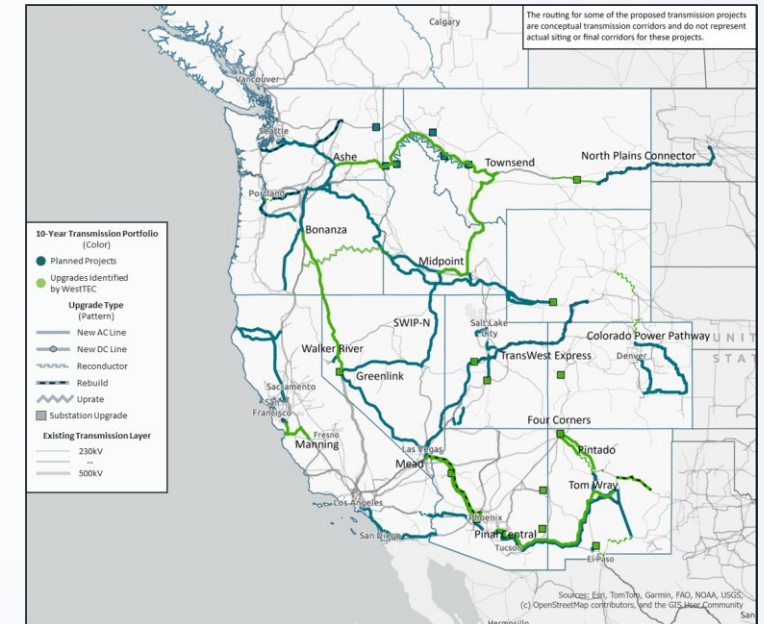 The routing for some of the proposed transmission projects
are conceptual transmission corridors and do not represent
actual siting or final corridors for these projects.
Calgary
Vancouver
Seattle
Ashe
Townsend
North Plains Connector
Portland
Bonanza
Midpoint
10-Year Transmission Portfolio
(Color)
Planned Projects
Upgrades Identified
by WestTEC
Upgrade Type
(Pattern)
New AC Line
New DC Line
Reconductor
Rebuild
Uprate
Substation Upgrade
Existing Transmission Layer
230kV
—
500kV
SWIP-N
Salt Lake
City
Colorado Power Pathway
UNIT
STAT
Walker River
TransWest Express
Denver
Greenlink
Sacramento
San
Francisco
Fresno
Manning
Four Corners
Las Vegas
Mead
Pintado
Tom Wray
Los Angeles
Phoenix
San Diego
Pinal Central
Tucson
El Paso
Sources: Esri, TomTom, Garmin, FAO, NOAA, USGS,
(c) OpenStreetMap contributors, and the GIS User Community
Hermosillo
San